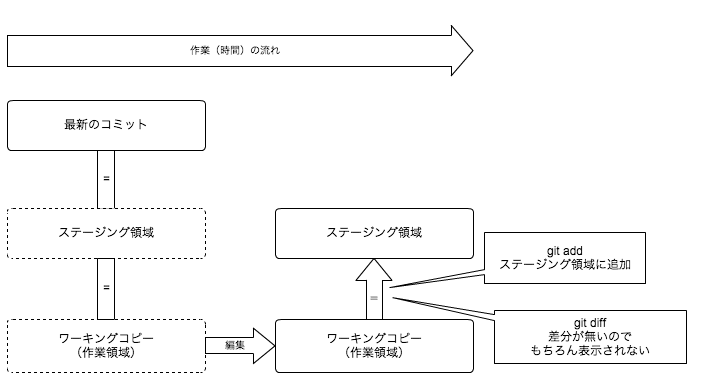 作業（時間）の流れ
最新のコミット
=
ステージング領域
ステージング領域
git add
ステージング領域に追加
=
=
git diff
差分が無いので
もちろん表示されない
ワーキングコピー
（作業領域）
編集
ワーキングコピー
（作業領域）